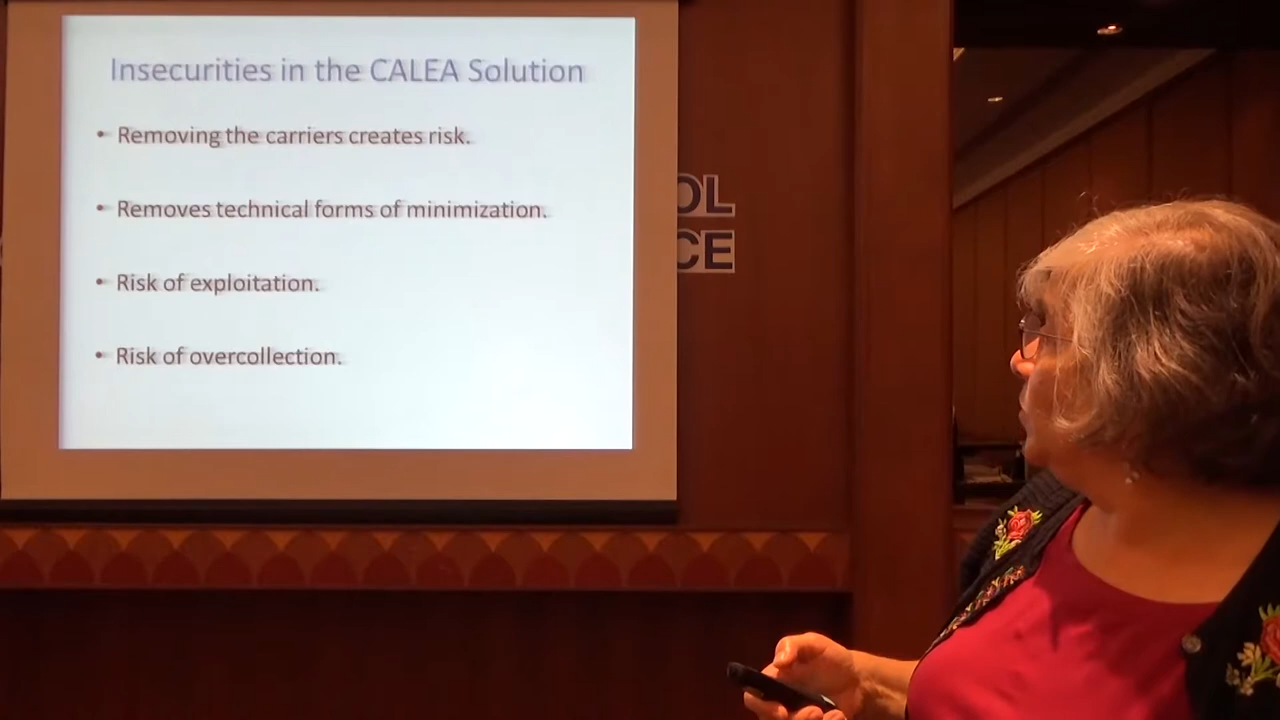 Insecurities in the CALEA Solution
• Removing the carriers creates risk.
• Removes technical forms of minimization.
• Risk of exploitation.
• Risk of overcollection.
OL
CE